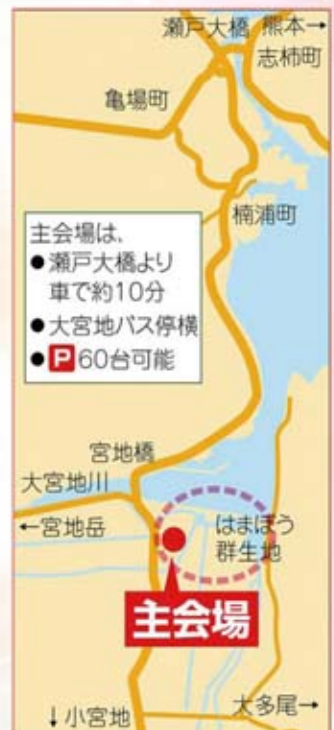 瀬戸大橋 熊本→
志柿町
亀場町
楠浦町
主会場は、
●瀬戸大橋より
車で約10分
●大宮地バス停横
●P60台可能
宮地橋
大宮地川
←宮地岳
はまぼう
群生地
主会場
大多尾→
↓小宮地